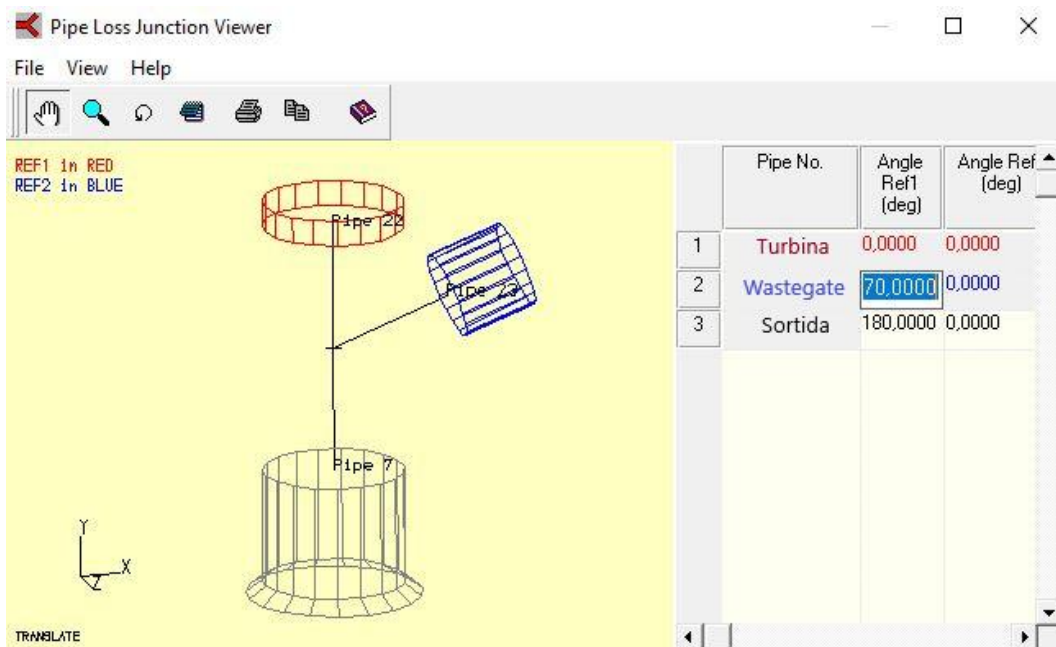 Pipe Loss Junction Viewer
File View Help
REF1 in RED
REF2 in BLUE
Pipe 22
Pipe 23
Pipe 7
Y
X
Z
TRANSLATE
Pipe No. Angle Ref1 (deg) Angle Ref (deg)
1 Turbina 0,0000 0,0000
2 Wastegate 70,0000 0,0000
3 Sortida 180,0000 0,0000